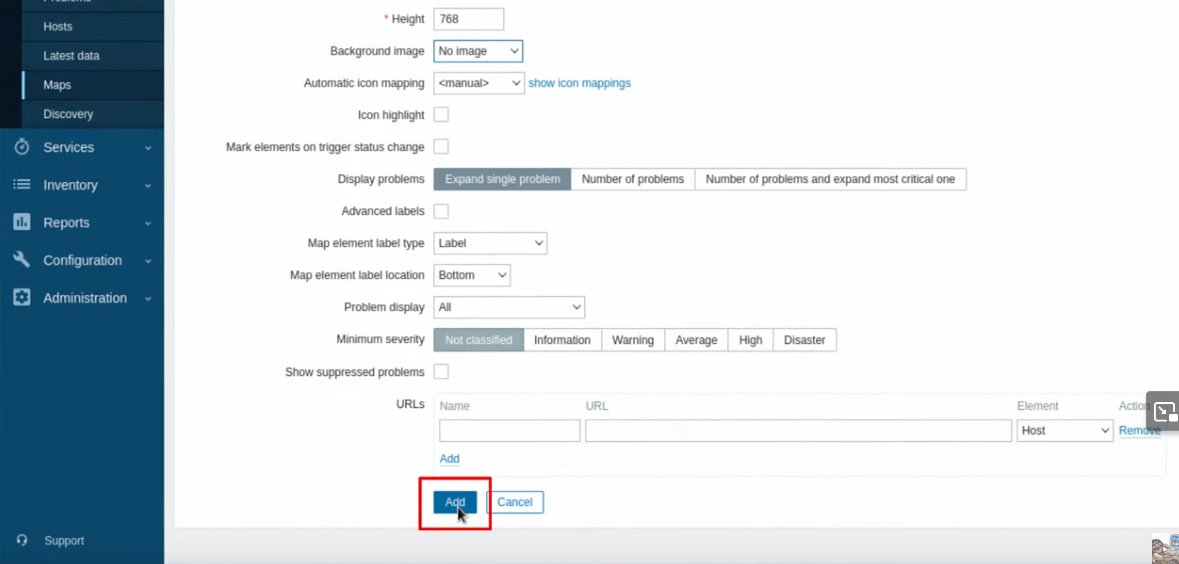 Problems
Hosts
Latest data
Maps
Discovery
Services
Inventory
Reports
Configuration
Administration
Support
* Height 768
Background image No image
Automatic icon mapping <manual> show icon mappings
Icon highlight
Mark elements on trigger status change
Display problems Expand single problem Number of problems Number of problems and expand most critical one
Advanced labels
Map element label type Label
Map element label location Bottom
Problem display All
Minimum severity Not classified Information Warning Average High Disaster
Show suppressed problems
URLs Name URL Element Action
Host Remove
Add
Add Cancel